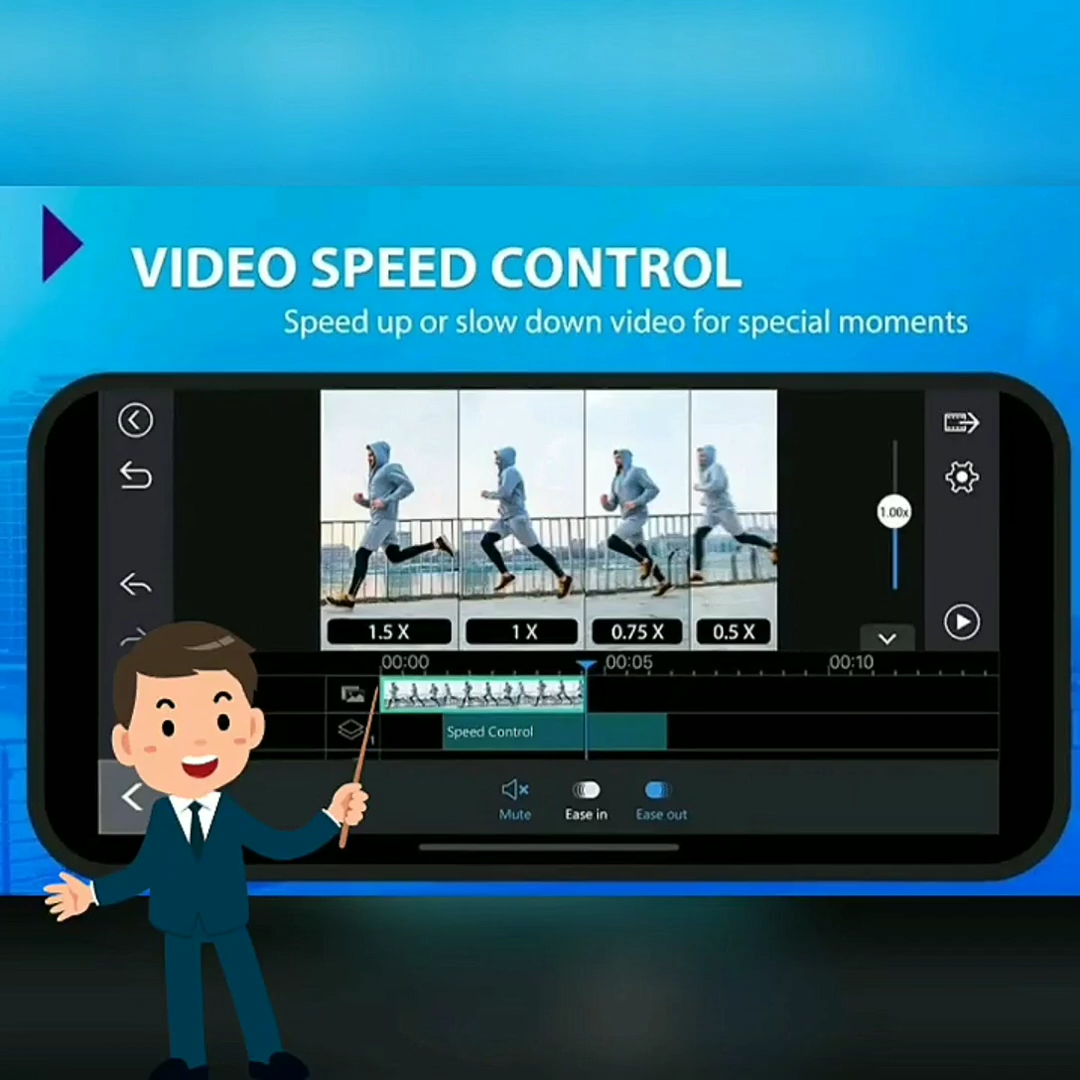 VIDEO SPEED CONTROL
Speed up or slow down video for special moments
1.00x
1.5 X
1 X
0.75 X
0.5 X
00:00
00:05
00:10
Speed Control
1
Mute
Ease in
Ease out